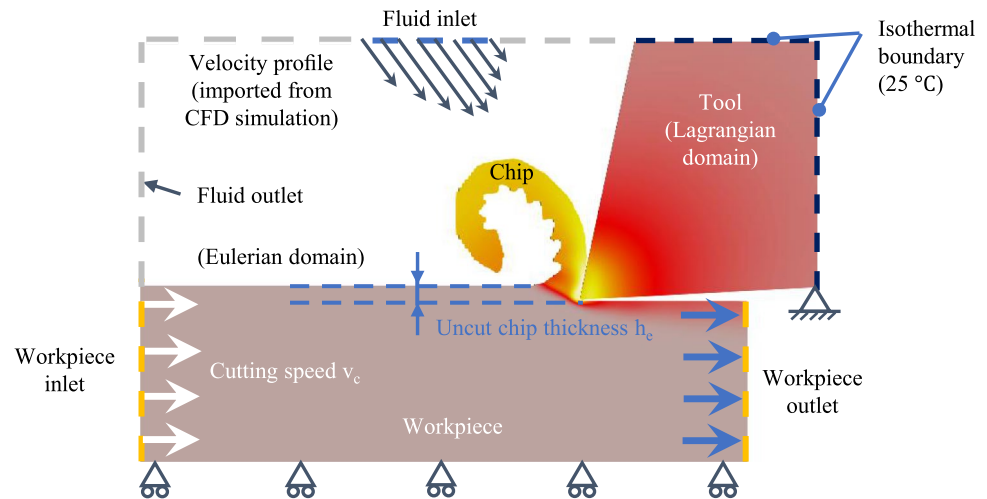 Fluid inlet
Velocity profile
(imported from
CFD simulation)
Isothermal
boundary
(25 °C)
Tool
(Lagrangian
domain)
Chip
Fluid outlet
(Eulerian domain)
Uncut chip thickness hₑ
Workpiece
inlet
Cutting speed v꜀
Workpiece
outlet
Workpiece